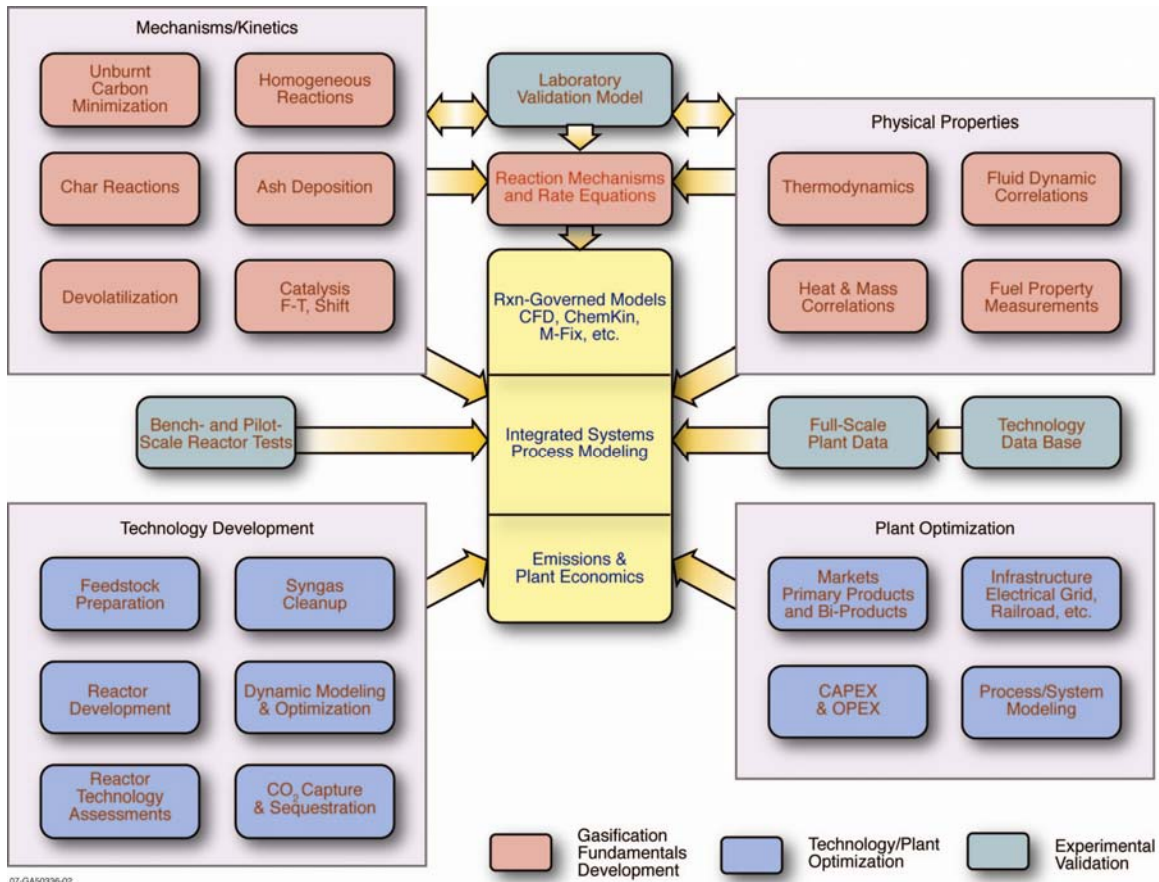 Mechanisms/Kinetics
Unburnt
Carbon
Minimization
Homogeneous
Reactions
Char Reactions
Ash Deposition
Devolatilization
Catalysis
F-T, Shift
Laboratory
Validation Model
Reaction Mechanisms
and Rate Equations
Rxn-Governed Models
CFD, ChemKin,
M-Fix, etc.
Integrated Systems
Process Modeling
Emissions &
Plant Economics
Physical Properties
Thermodynamics
Fluid Dynamic
Correlations
Heat & Mass
Correlations
Fuel Property
Measurements
Bench- and Pilot-
Scale Reactor Tests
Full-Scale
Plant Data
Technology
Data Base
Technology Development
Feedstock
Preparation
Syngas
Cleanup
Reactor
Development
Dynamic Modeling
& Optimization
Reactor
Technology
Assessments
CO2 Capture
& Sequestration
Plant Optimization
Markets
Primary Products
and Bi-Products
Infrastructure
Electrical Grid,
Railroad, etc.
CAPEX
& OPEX
Process/System
Modeling
Gasification
Fundamentals
Development
Technology/Plant
Optimization
Experimental
Validation
07-GA50336-02